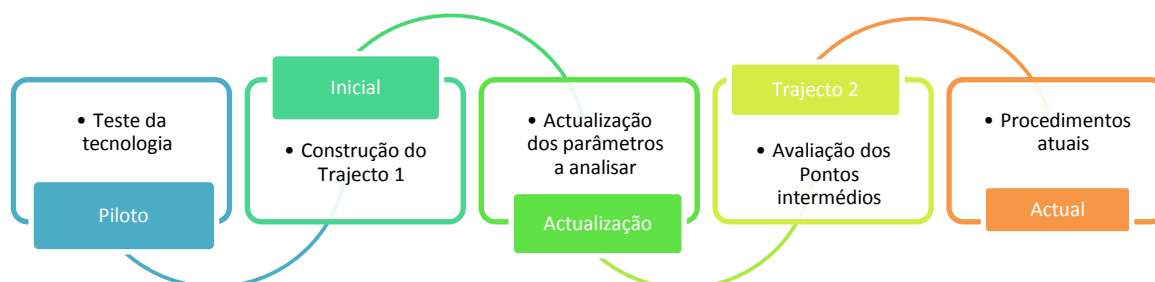 • Teste da
tecnologia
Piloto
Inicial
• Construção do
Trajecto 1
• Actualização
dos parâmetros
a analisar
Actualização
Trajecto 2
• Avaliação dos
Pontos
intermédios
• Procedimentos
atuais
Actual